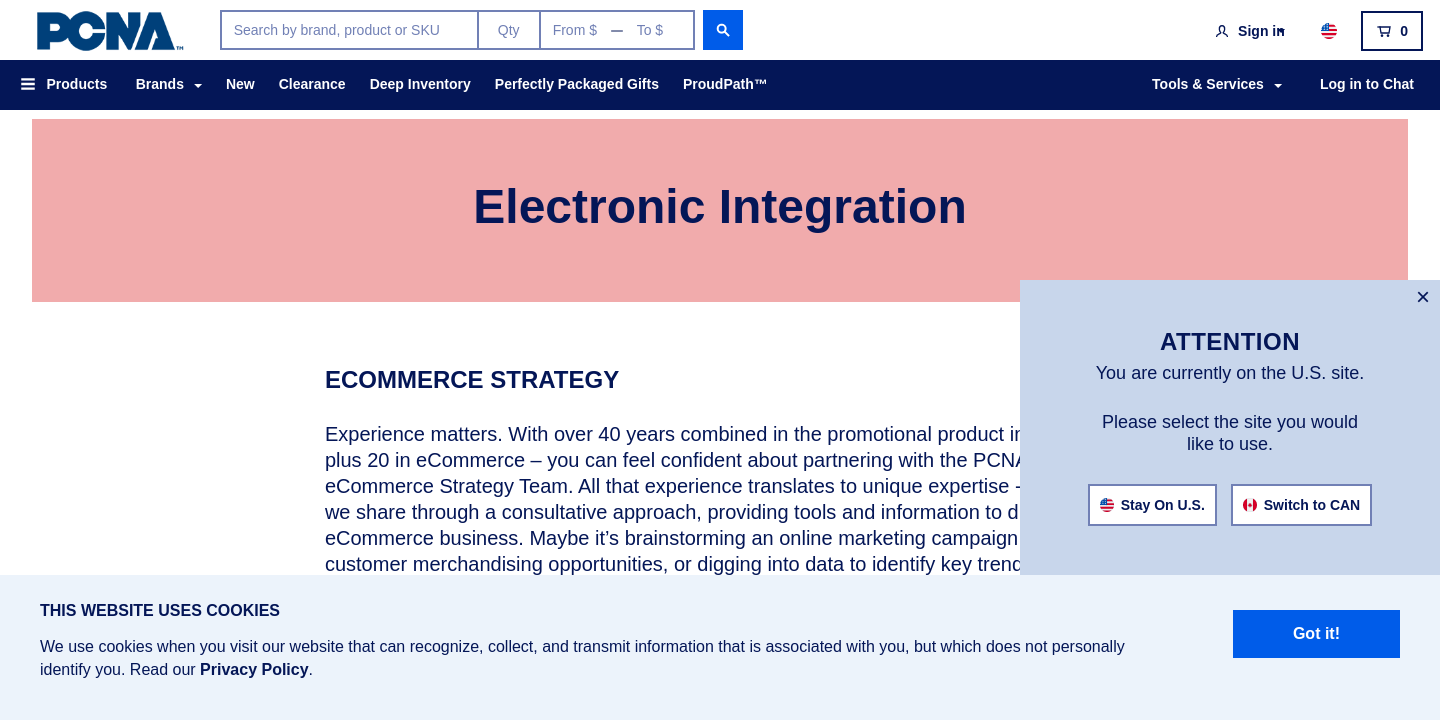 PCNA™
Search by brand, product or SKU
Qty
From $ — To $
Sign in
0
Products
Brands
New
Clearance
Deep Inventory
Perfectly Packaged Gifts
ProudPath™
Tools & Services
Log in to Chat
Electronic Integration
ECOMMERCE STRATEGY
Experience matters. With over 40 years combined in the promotional product
plus 20 in eCommerce – you can feel confident about partnering with the PCNA
eCommerce Strategy Team. All that experience translates to unique expertise
we share through a consultative approach, providing tools and information to
eCommerce business. Maybe it’s brainstorming an online marketing campaign
customer merchandising opportunities, or digging into data to identify key
×
ATTENTION
You are currently on the U.S. site.
Please select the site you would
like to use.
Stay On U.S.
Switch to CAN
THIS WEBSITE USES COOKIES
We use cookies when you visit our website that can recognize, collect, and transmit information that is associated with you, but which does not personally
identify you. Read our Privacy Policy.
Got it!